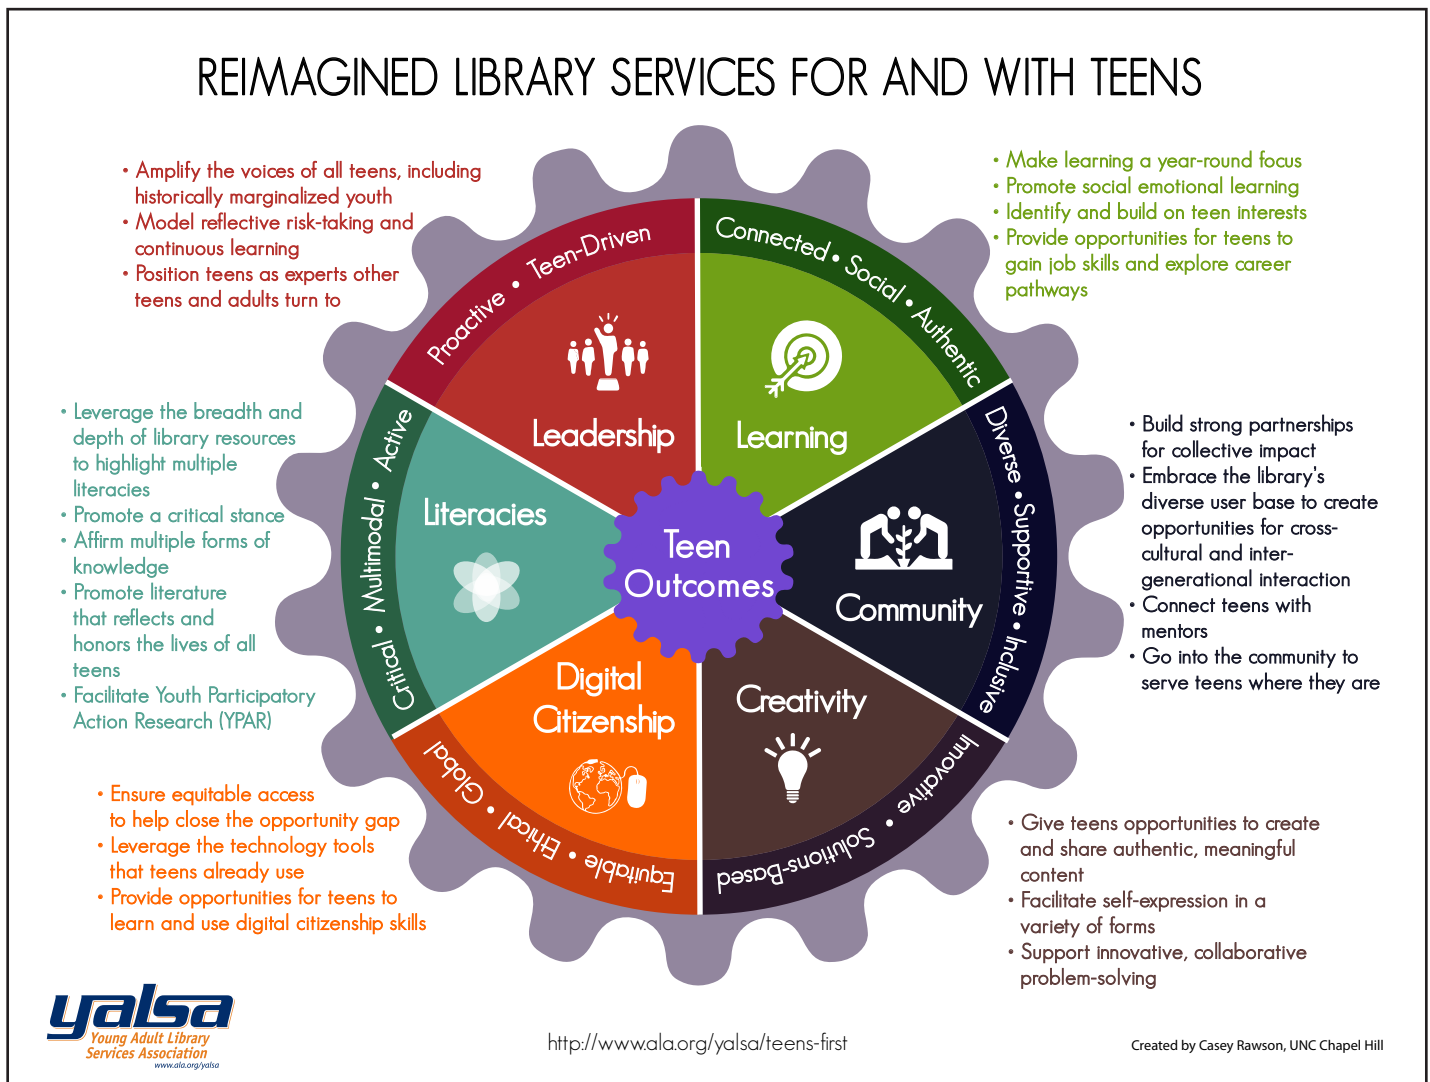 REIMAGINED LIBRARY SERVICES FOR AND WITH TEENS
• Amplify the voices of all teens, including
historically marginalized youth
• Model reflective risk-taking and
continuous learning
• Position teens as experts other
teens and adults turn to
• Make learning a year-round focus
• Promote social emotional learning
• Identify and build on teen interests
• Provide opportunities for teens to
gain job skills and explore career
pathways
Proactive • Teen-Driven
Connected • Social • Authentic
Leadership
Learning
• Leverage the breadth and
depth of library resources
to highlight multiple
literacies
• Promote a critical stance
• Affirm multiple forms of
knowledge
• Promote literature
that reflects and
honors the lives of all
teens
• Facilitate Youth Participatory
Action Research (YPAR)
Critical • Multimodal • Active
Literacies
Teen
Outcomes
Community
Diverse • Supportive • Inclusive
• Build strong partnerships
for collective impact
• Embrace the library's
diverse user base to create
opportunities for cross-
cultural and inter-
generational interaction
• Connect teens with
mentors
• Go into the community to
serve teens where they are
Digital
Citizenship
Creativity
Equitable • Ethical • Global
Innovative • Solutions-Based
• Ensure equitable access
to help close the opportunity gap
• Leverage the technology tools
that teens already use
• Provide opportunities for teens to
learn and use digital citizenship skills
• Give teens opportunities to create
and share authentic, meaningful
content
• Facilitate self-expression in a
variety of forms
• Support innovative, collaborative
problem-solving
yalsa
Young Adult Library
Services Association
www.ala.org/yalsa
http://www.ala.org/yalsa/teens-first
Created by Casey Rawson, UNC Chapel Hill